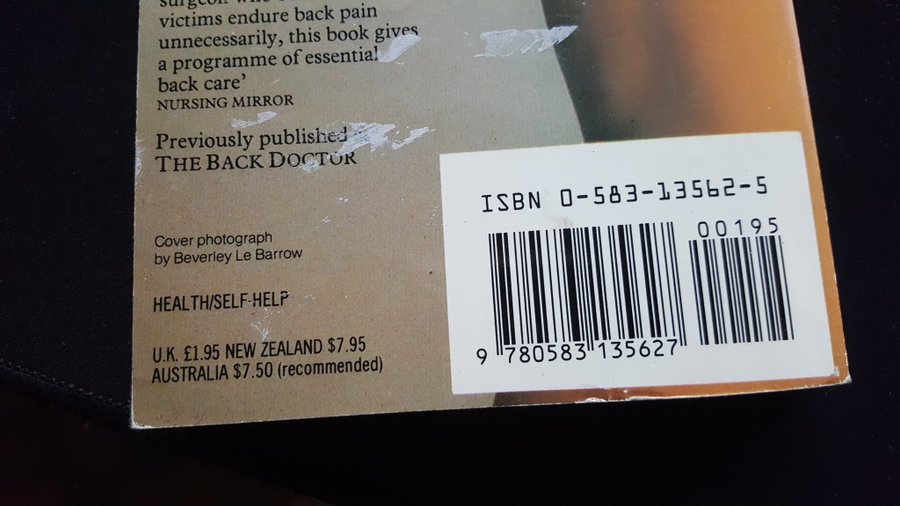 victims endure back pain
unnecessarily, this book gives
a programme of essential
back care’
NURSING MIRROR
Previously published
THE BACK DOCTOR
Cover photograph
by Beverley Le Barrow
HEALTH/SELF-HELP
U.K. £1.95 NEW ZEALAND $7.95
AUSTRALIA $7.50 (recommended)
ISBN 0-583-13562-5
00195
9 780583 135627